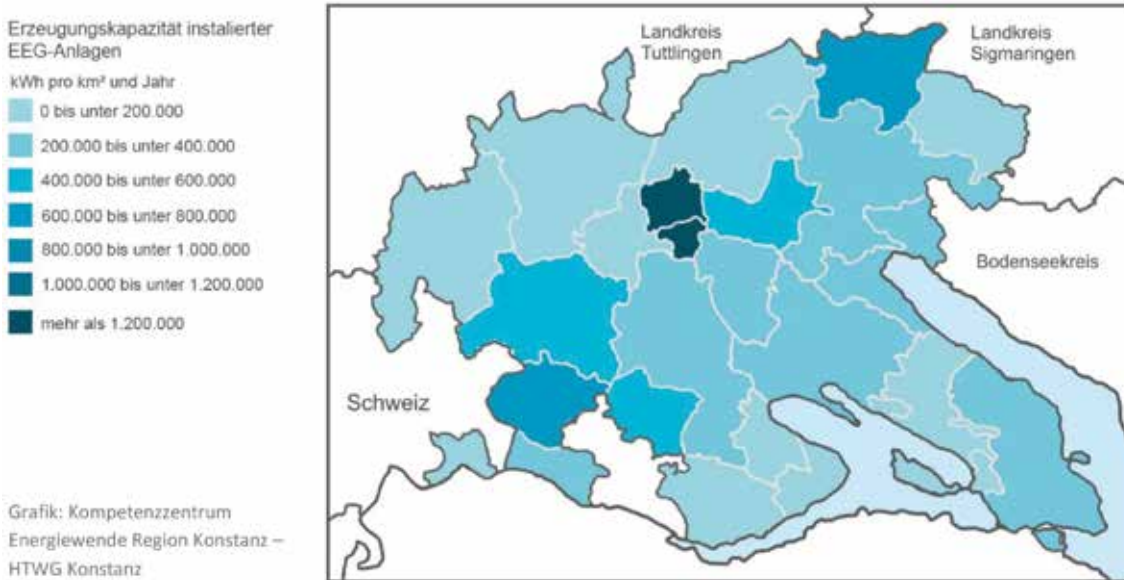 Erzeugungskapazität installierter
EEG-Anlagen
kWh pro km² und Jahr
0 bis unter 200.000
200.000 bis unter 400.000
400.000 bis unter 600.000
600.000 bis unter 800.000
800.000 bis unter 1.000.000
1.000.000 bis unter 1.200.000
mehr als 1.200.000
Grafik: Kompetenzzentrum
Energiewende Region Konstanz –
HTWG Konstanz
Landkreis
Tuttlingen
Landkreis
Sigmaringen
Bodenseekreis
Schweiz